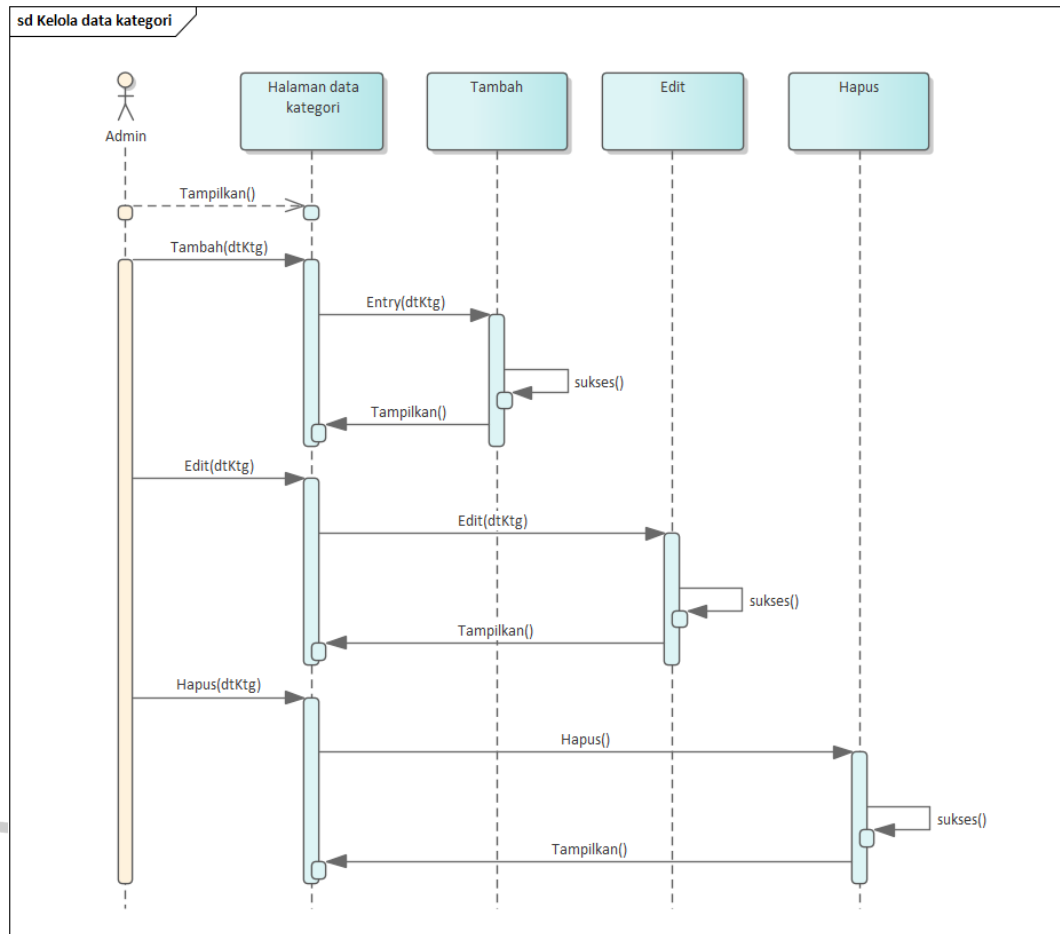 sd Kelola data kategori
Halaman data
kategori
Tambah
Edit
Hapus
Admin
Tampilkan()
Tambah(dtKtg)
Entry(dtKtg)
sukses()
Tampilkan()
Edit(dtKtg)
Edit(dtKtg)
sukses()
Tampilkan()
Hapus(dtKtg)
Hapus()
sukses()
Tampilkan()